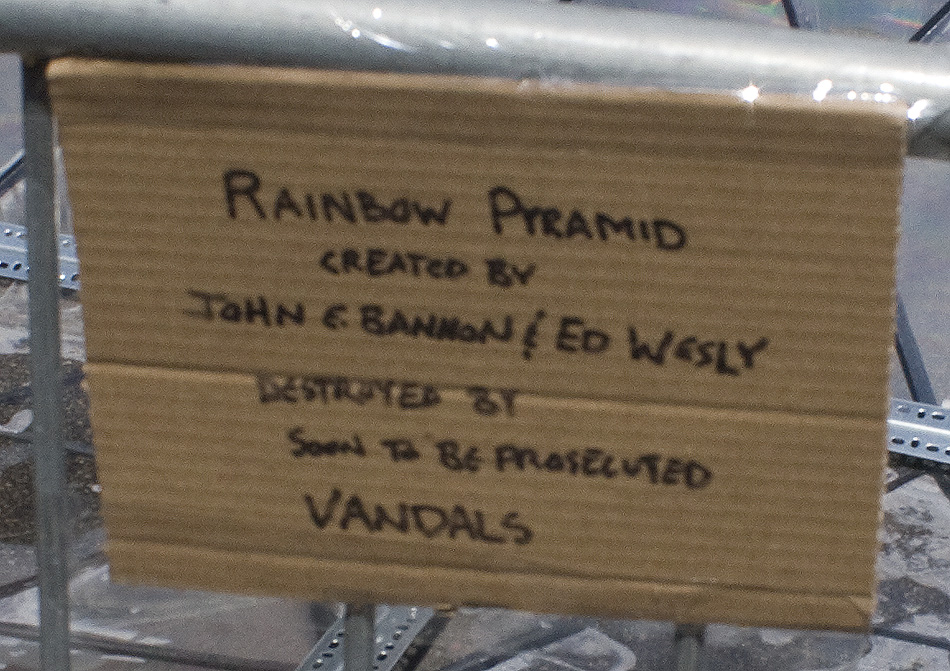 RAINBOW PYRAMID
CREATED BY
JOHN E. BANNON & ED WESLY
DESTROYED BY
SOON TO BE PROSECUTED
VANDALS